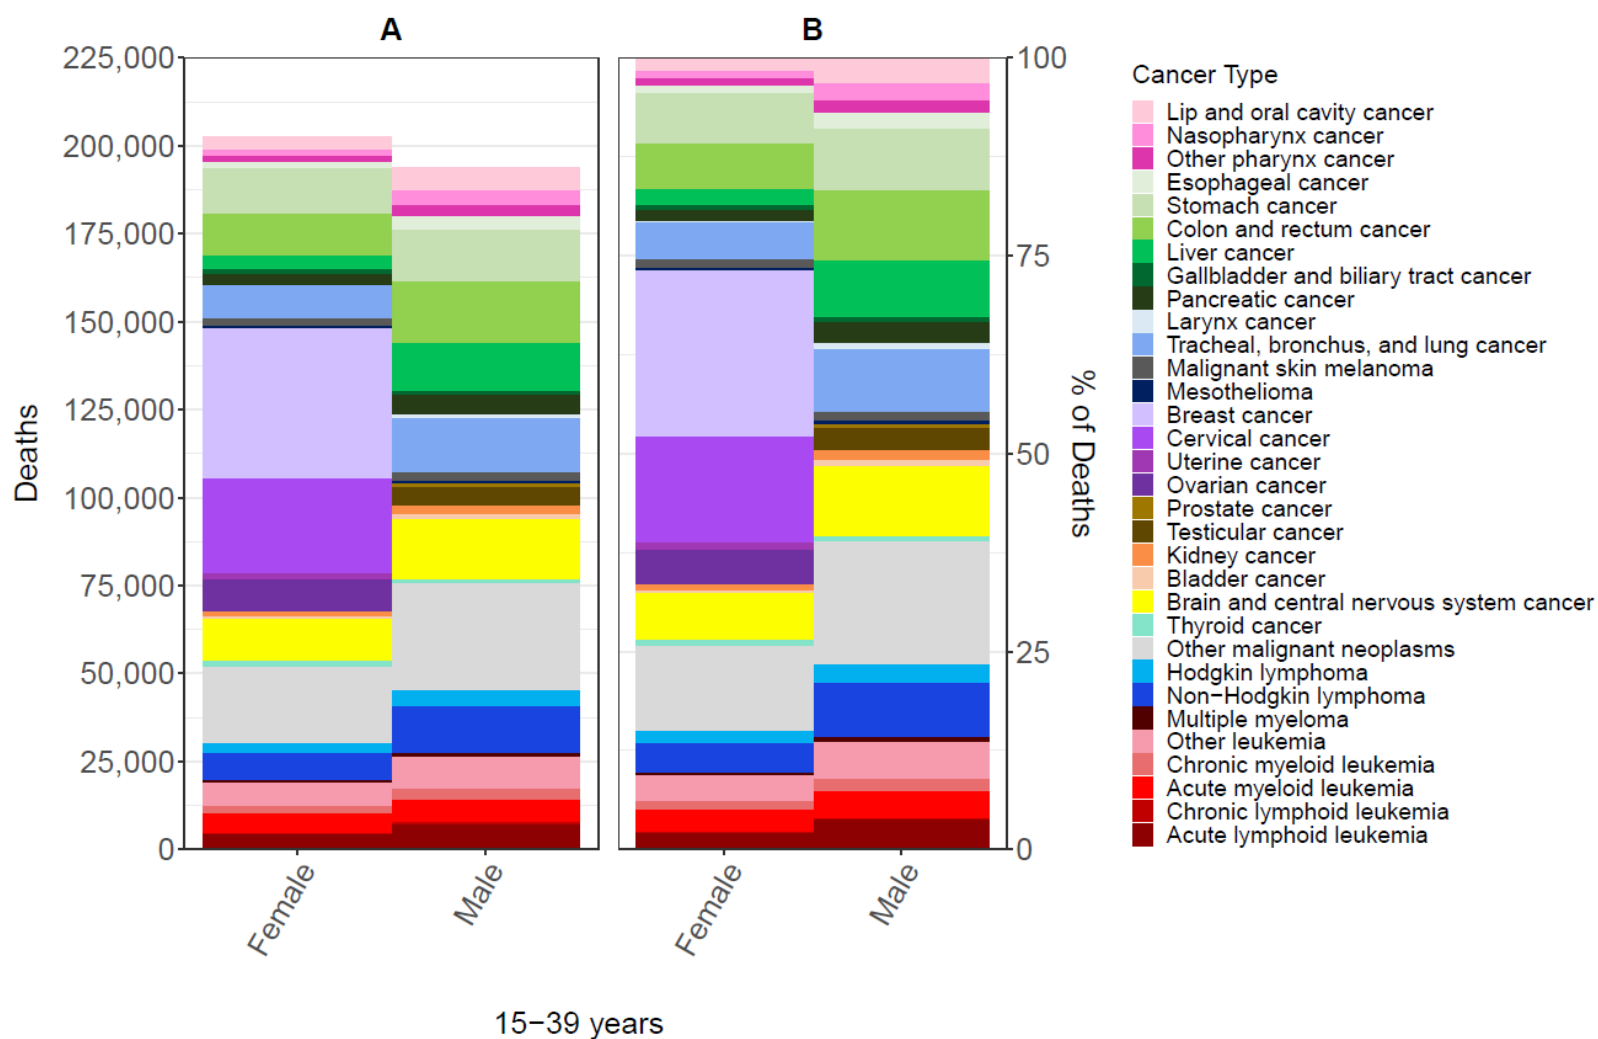 A
B
225,000
200,000
175,000
150,000
125,000
100,000
75,000
50,000
25,000
0
Deaths
100
75
50
25
0
% of Deaths
Female
Male
Female
Male
15−39 years
Cancer Type
Lip and oral cavity cancer
Nasopharynx cancer
Other pharynx cancer
Esophageal cancer
Stomach cancer
Colon and rectum cancer
Liver cancer
Gallbladder and biliary tract cancer
Pancreatic cancer
Larynx cancer
Tracheal, bronchus, and lung cancer
Malignant skin melanoma
Mesothelioma
Breast cancer
Cervical cancer
Uterine cancer
Ovarian cancer
Prostate cancer
Testicular cancer
Kidney cancer
Bladder cancer
Brain and central nervous system cancer
Thyroid cancer
Other malignant neoplasms
Hodgkin lymphoma
Non−Hodgkin lymphoma
Multiple myeloma
Other leukemia
Chronic myeloid leukemia
Acute myeloid leukemia
Chronic lymphoid leukemia
Acute lymphoid leukemia